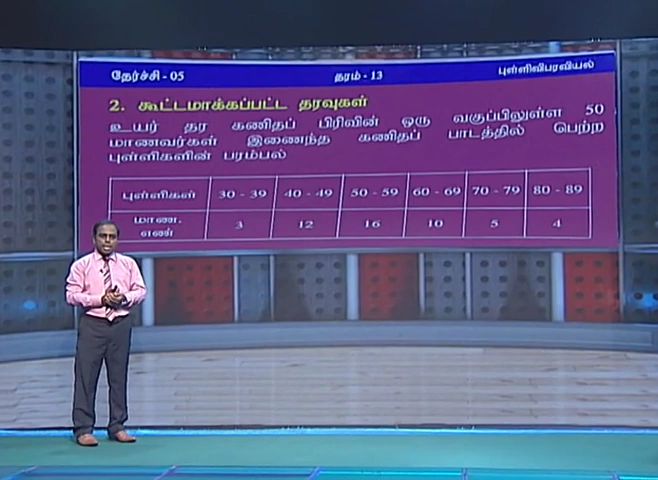 தேர்ச்சி - 05 தரம் - 13 புள்ளிவிபரவியல்
2. கூட்டமாக்கப்பட்ட தரவுகள்
உயர் தர கணிதப் பிரிவின் ஒரு வகுப்பிலுள்ள 50
மாணவர்கள் இணைந்த கணிதப் பாடத்தில் பெற்ற
புள்ளிகளின் பரம்பல்
புள்ளிகள் 30 - 39 40 - 49 50 - 59 60 - 69 70 - 79 80 - 89
மாண. 
எண் 3 12 16 10 5 4